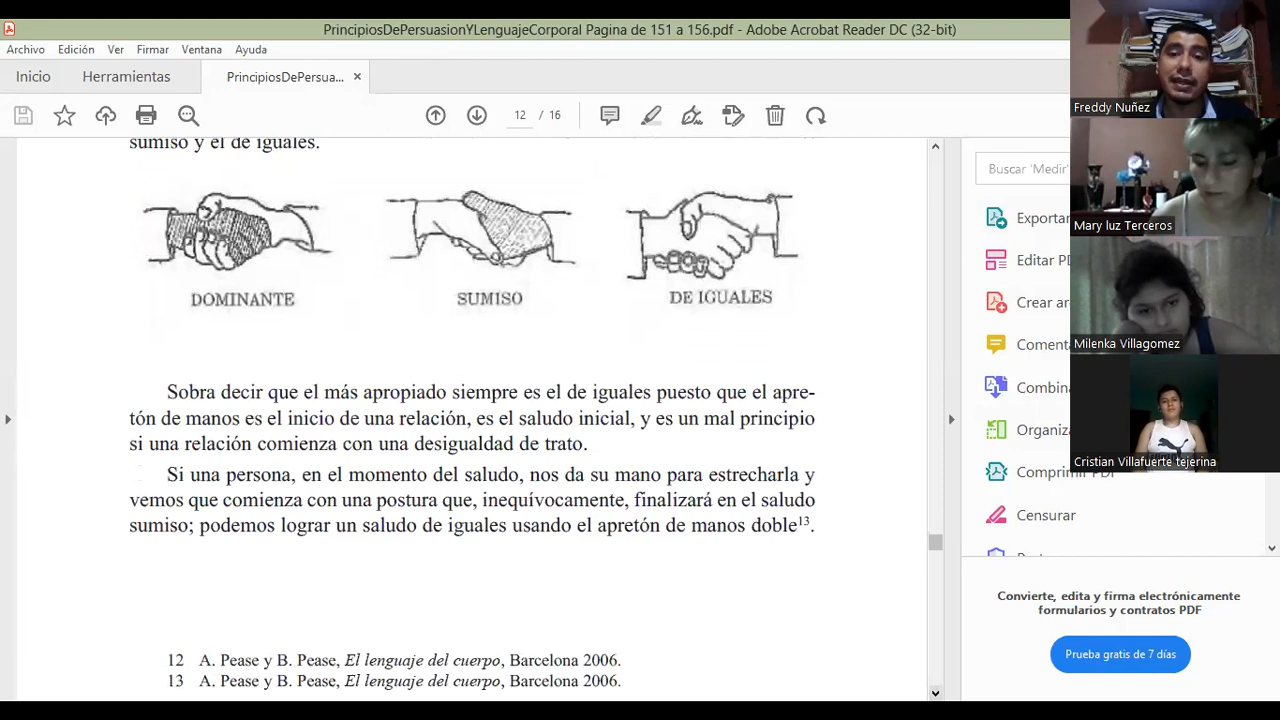 PrincipiosDePersuasionYLenguajeCorporal Pagina de 151 a 156.pdf - Adobe Acrobat Reader DC (32-bit)
Archivo Edición Ver Firmar Ventana Ayuda
Inicio Herramientas PrincipiosDePersua... ×
12 / 16
sumiso y el de iguales.
DOMINANTE SUMISO DE IGUALES
Sobra decir que el más apropiado siempre es el de iguales puesto que el apre-
tón de manos es el inicio de una relación, es el saludo inicial, y es un mal principio
si una relación comienza con una desigualdad de trato.
Si una persona, en el momento del saludo, nos da su mano para estrecharla y
vemos que comienza con una postura que, inequívocamente, finalizará en el saludo
sumiso; podemos lograr un saludo de iguales usando el apretón de manos doble13.
12 A. Pease y B. Pease, El lenguaje del cuerpo, Barcelona 2006.
13 A. Pease y B. Pease, El lenguaje del cuerpo, Barcelona 2006.
Buscar 'Medir'
Exportar
Editar PD
Crear ar
Coment
Combina
Organiz
Comprimir PDF
Censurar
Convierte, edita y firma electrónicamente
formularios y contratos PDF
Prueba gratis de 7 días
Freddy Nuñez
Mary luz Terceros
Milenka Villagomez
Cristian Villafuerte tejerina